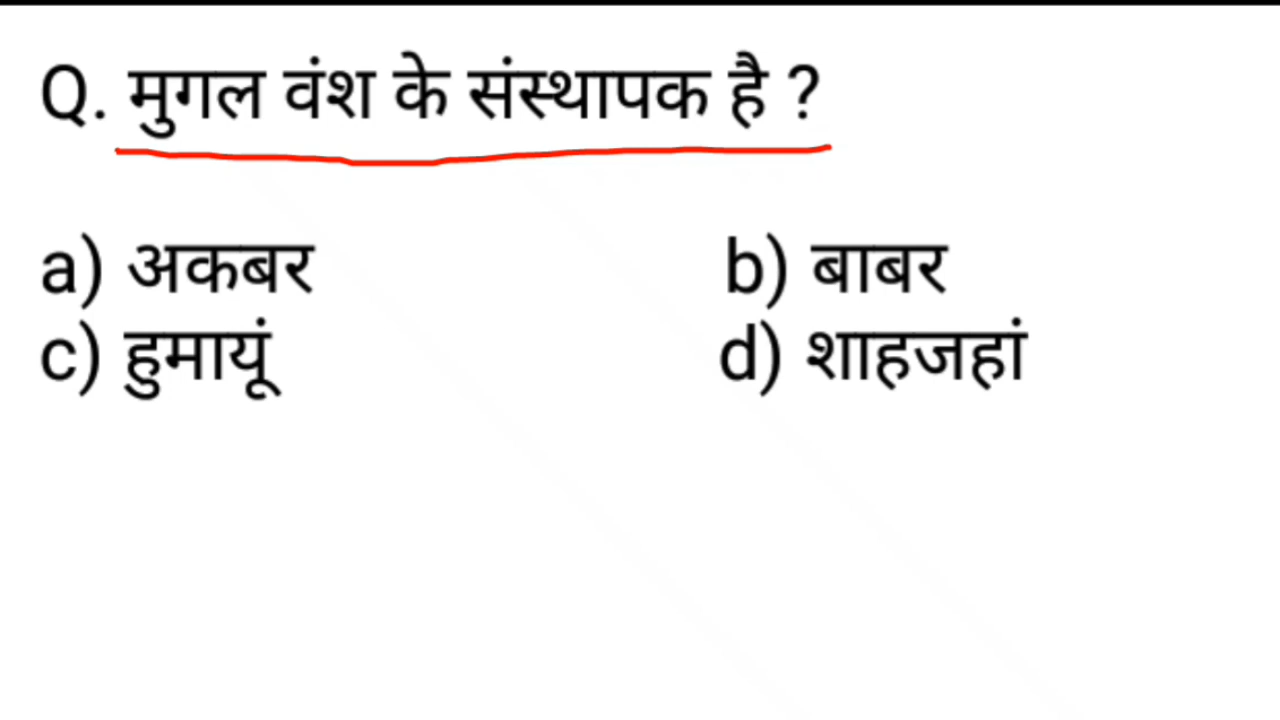 Q. मुगल वंश के संस्थापक है ?
a) अकबर b) बाबर
c) हुमायूं d) शाहजहां